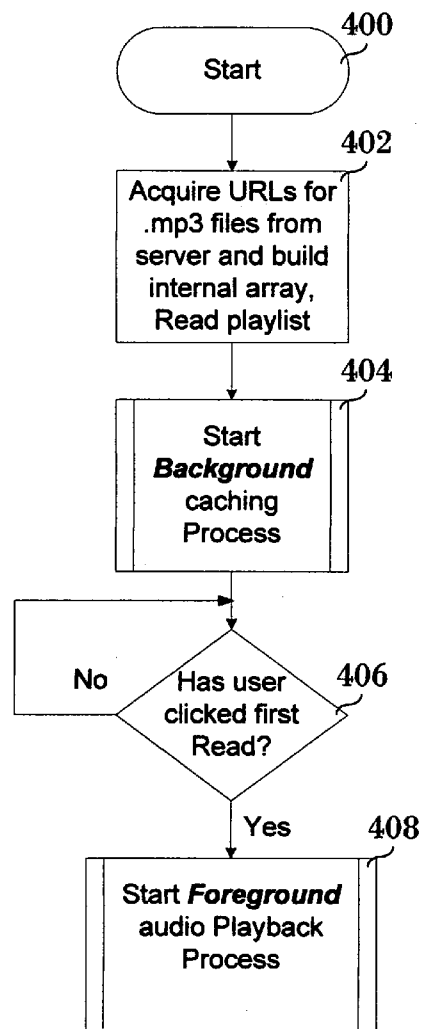 400
Start
402
Acquire URLs for
.mp3 files from
server and build
internal array,
Read playlist
404
Start
Background
caching
Process
No
Has user
clicked first
Read?
406
Yes
408
Start Foreground
audio Playback
Process